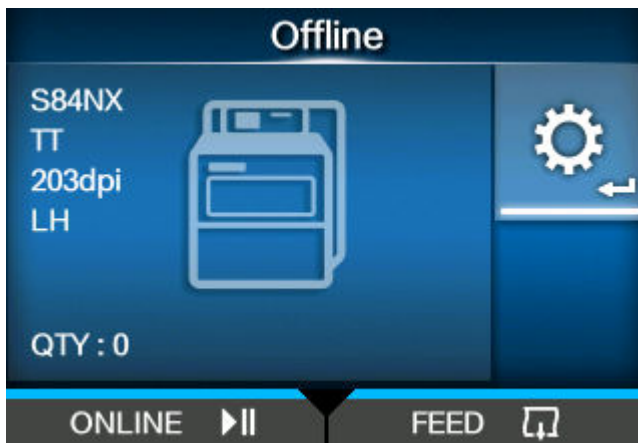 Offline
S84NX
TT
203dpi
LH
QTY : 0
ONLINE
FEED